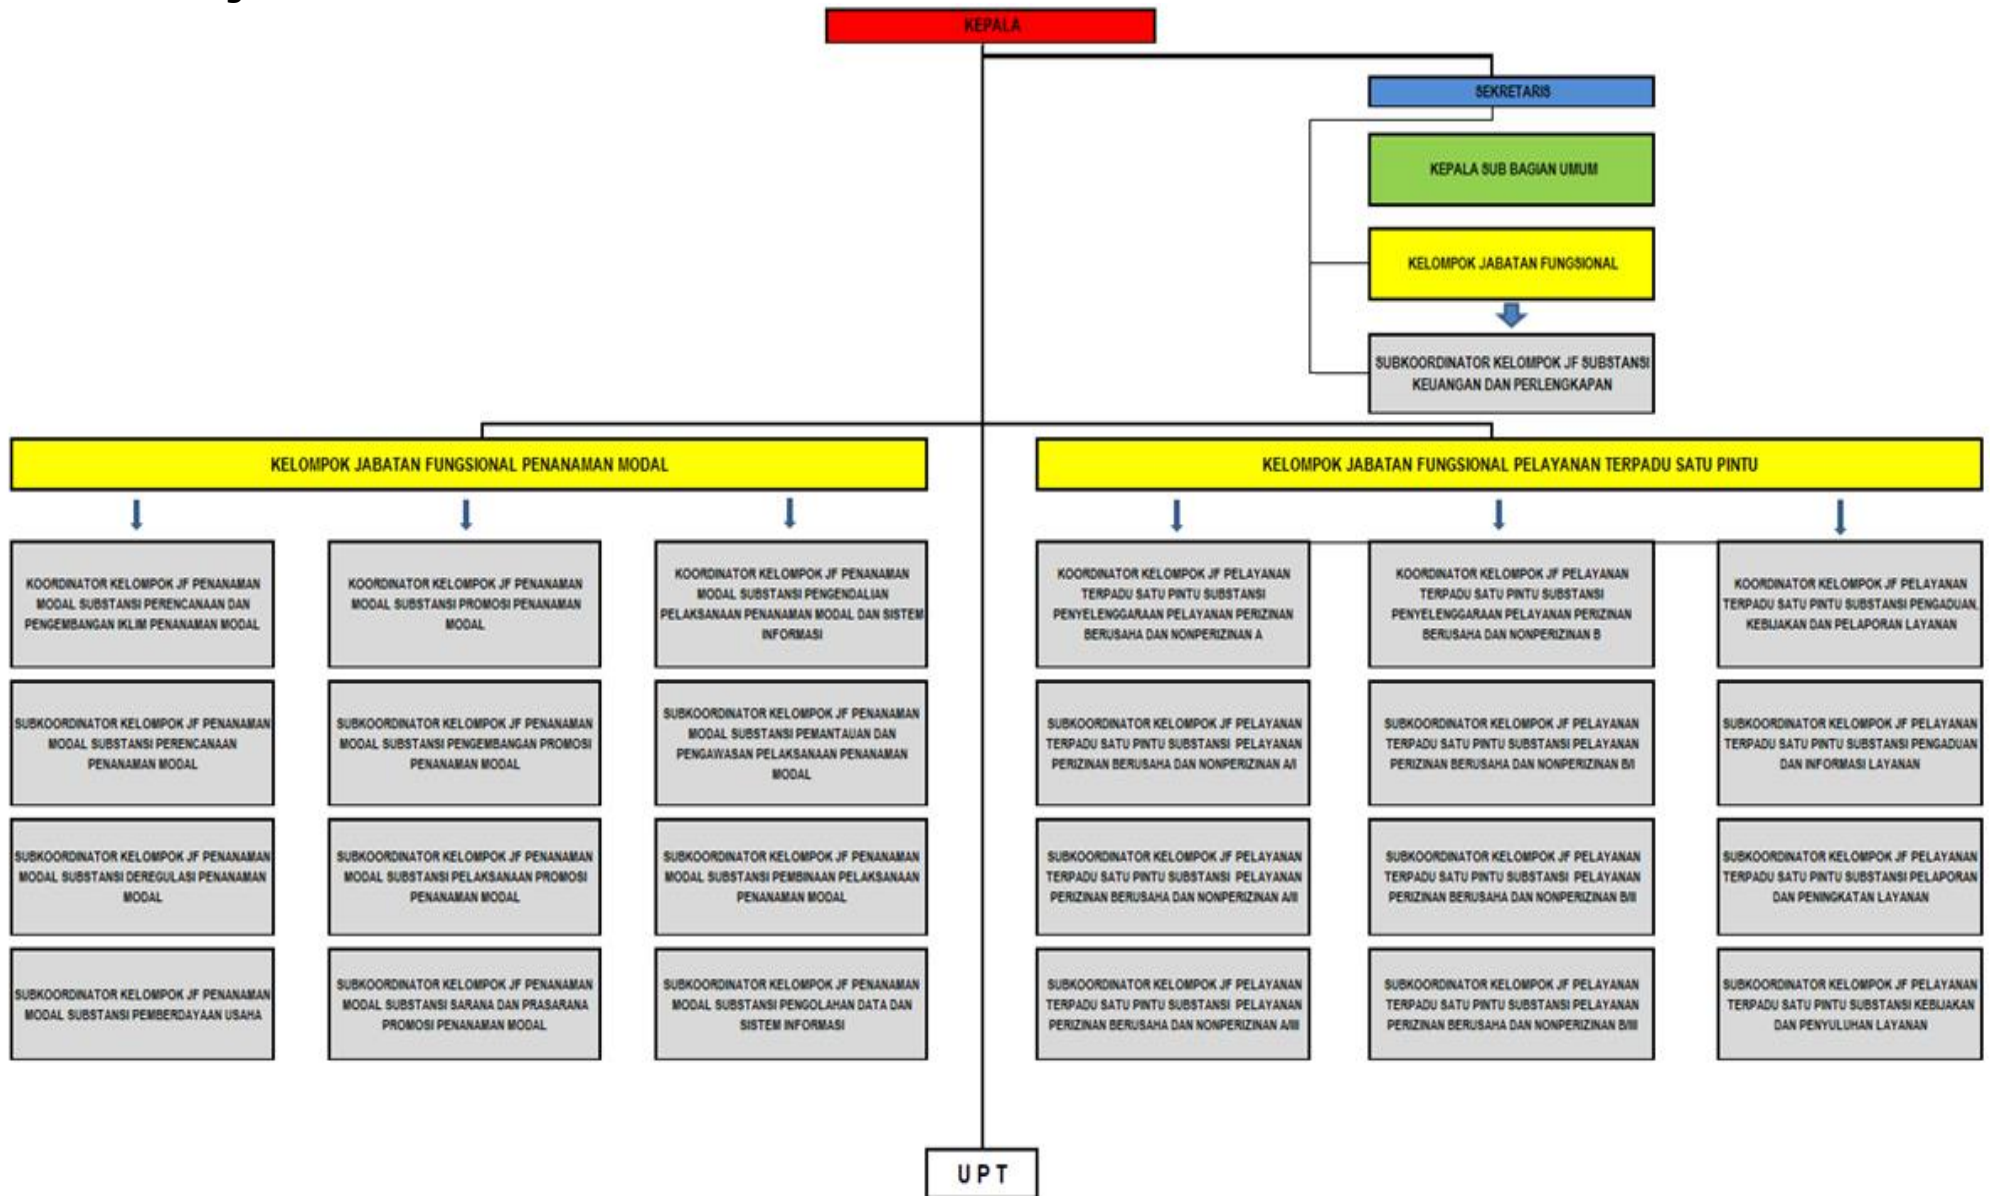 KEPALA
SEKRETARIS
KEPALA SUB BAGIAN UMUM
KELOMPOK JABATAN FUNGSIONAL
SUBKOORDINATOR KELOMPOK JF SUBSTANSI
KEUANGAN DAN PERLENGKAPAN
KELOMPOK JABATAN FUNGSIONAL PENANAMAN MODAL
KELOMPOK JABATAN FUNGSIONAL PELAYANAN TERPADU SATU PINTU
KOORDINATOR KELOMPOK JF PENANAMAN
MODAL SUBSTANSI PERENCANAAN DAN
PENGEMBANGAN IKLIM PENANAMAN MODAL
KOORDINATOR KELOMPOK JF PENANAMAN
MODAL SUBSTANSI PROMOSI PENANAMAN
MODAL
KOORDINATOR KELOMPOK JF PENANAMAN
MODAL SUBSTANSI PENGENDALIAN
PELAKSANAAN PENANAMAN MODAL DAN SISTEM
INFORMASI
KOORDINATOR KELOMPOK JF PELAYANAN
TERPADU SATU PINTU SUBSTANSI
PENYELENGGARAAN PELAYANAN PERIZINAN
BERUSAHA DAN NONPERIZINAN A
KOORDINATOR KELOMPOK JF PELAYANAN
TERPADU SATU PINTU SUBSTANSI
PENYELENGGARAAN PELAYANAN PERIZINAN
BERUSAHA DAN NONPERIZINAN B
KOORDINATOR KELOMPOK JF PELAYANAN
TERPADU SATU PINTU SUBSTANSI PENGADUAN,
KEBIJAKAN DAN PELAPORAN LAYANAN
SUBKOORDINATOR KELOMPOK JF PENANAMAN
MODAL SUBSTANSI PERENCANAAN
PENANAMAN MODAL
SUBKOORDINATOR KELOMPOK JF PENANAMAN
MODAL SUBSTANSI PENGEMBANGAN PROMOSI
PENANAMAN MODAL
SUBKOORDINATOR KELOMPOK JF PENANAMAN
MODAL SUBSTANSI PEMANTAUAN DAN
PENGAWASAN PELAKSANAAN PENANAMAN
MODAL
SUBKOORDINATOR KELOMPOK JF PELAYANAN
TERPADU SATU PINTU SUBSTANSI PELAYANAN
PERIZINAN BERUSAHA DAN NONPERIZINAN A/I
SUBKOORDINATOR KELOMPOK JF PELAYANAN
TERPADU SATU PINTU SUBSTANSI PELAYANAN
PERIZINAN BERUSAHA DAN NONPERIZINAN B/I
SUBKOORDINATOR KELOMPOK JF PELAYANAN
TERPADU SATU PINTU SUBSTANSI PENGADUAN
DAN INFORMASI LAYANAN
SUBKOORDINATOR KELOMPOK JF PENANAMAN
MODAL SUBSTANSI DEREGULASI PENANAMAN
MODAL
SUBKOORDINATOR KELOMPOK JF PENANAMAN
MODAL SUBSTANSI PELAKSANAAN PROMOSI
PENANAMAN MODAL
SUBKOORDINATOR KELOMPOK JF PENANAMAN
MODAL SUBSTANSI PEMBINAAN PELAKSANAAN
PENANAMAN MODAL
SUBKOORDINATOR KELOMPOK JF PELAYANAN
TERPADU SATU PINTU SUBSTANSI PELAYANAN
PERIZINAN BERUSAHA DAN NONPERIZINAN A/II
SUBKOORDINATOR KELOMPOK JF PELAYANAN
TERPADU SATU PINTU SUBSTANSI PELAYANAN
PERIZINAN BERUSAHA DAN NONPERIZINAN B/II
SUBKOORDINATOR KELOMPOK JF PELAYANAN
TERPADU SATU PINTU SUBSTANSI PELAPORAN
DAN PENINGKATAN LAYANAN
SUBKOORDINATOR KELOMPOK JF PENANAMAN
MODAL SUBSTANSI PEMBERDAYAAN USAHA
SUBKOORDINATOR KELOMPOK JF PENANAMAN
MODAL SUBSTANSI SARANA DAN PRASARANA
PROMOSI PENANAMAN MODAL
SUBKOORDINATOR KELOMPOK JF PENANAMAN
MODAL SUBSTANSI PENGOLAHAN DATA DAN
SISTEM INFORMASI
SUBKOORDINATOR KELOMPOK JF PELAYANAN
TERPADU SATU PINTU SUBSTANSI PELAYANAN
PERIZINAN BERUSAHA DAN NONPERIZINAN A/III
SUBKOORDINATOR KELOMPOK JF PELAYANAN
TERPADU SATU PINTU SUBSTANSI PELAYANAN
PERIZINAN BERUSAHA DAN NONPERIZINAN B/III
SUBKOORDINATOR KELOMPOK JF PELAYANAN
TERPADU SATU PINTU SUBSTANSI KEBIJAKAN
DAN PENYULUHAN LAYANAN
U P T